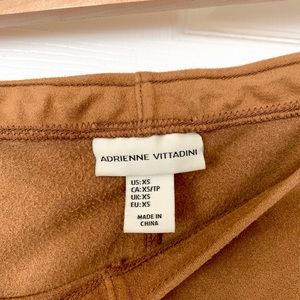 ADRIENNE VITTADINI
US:XS
CA:XS/TP
UK:XS
EU:XS
MADE IN
CHINA